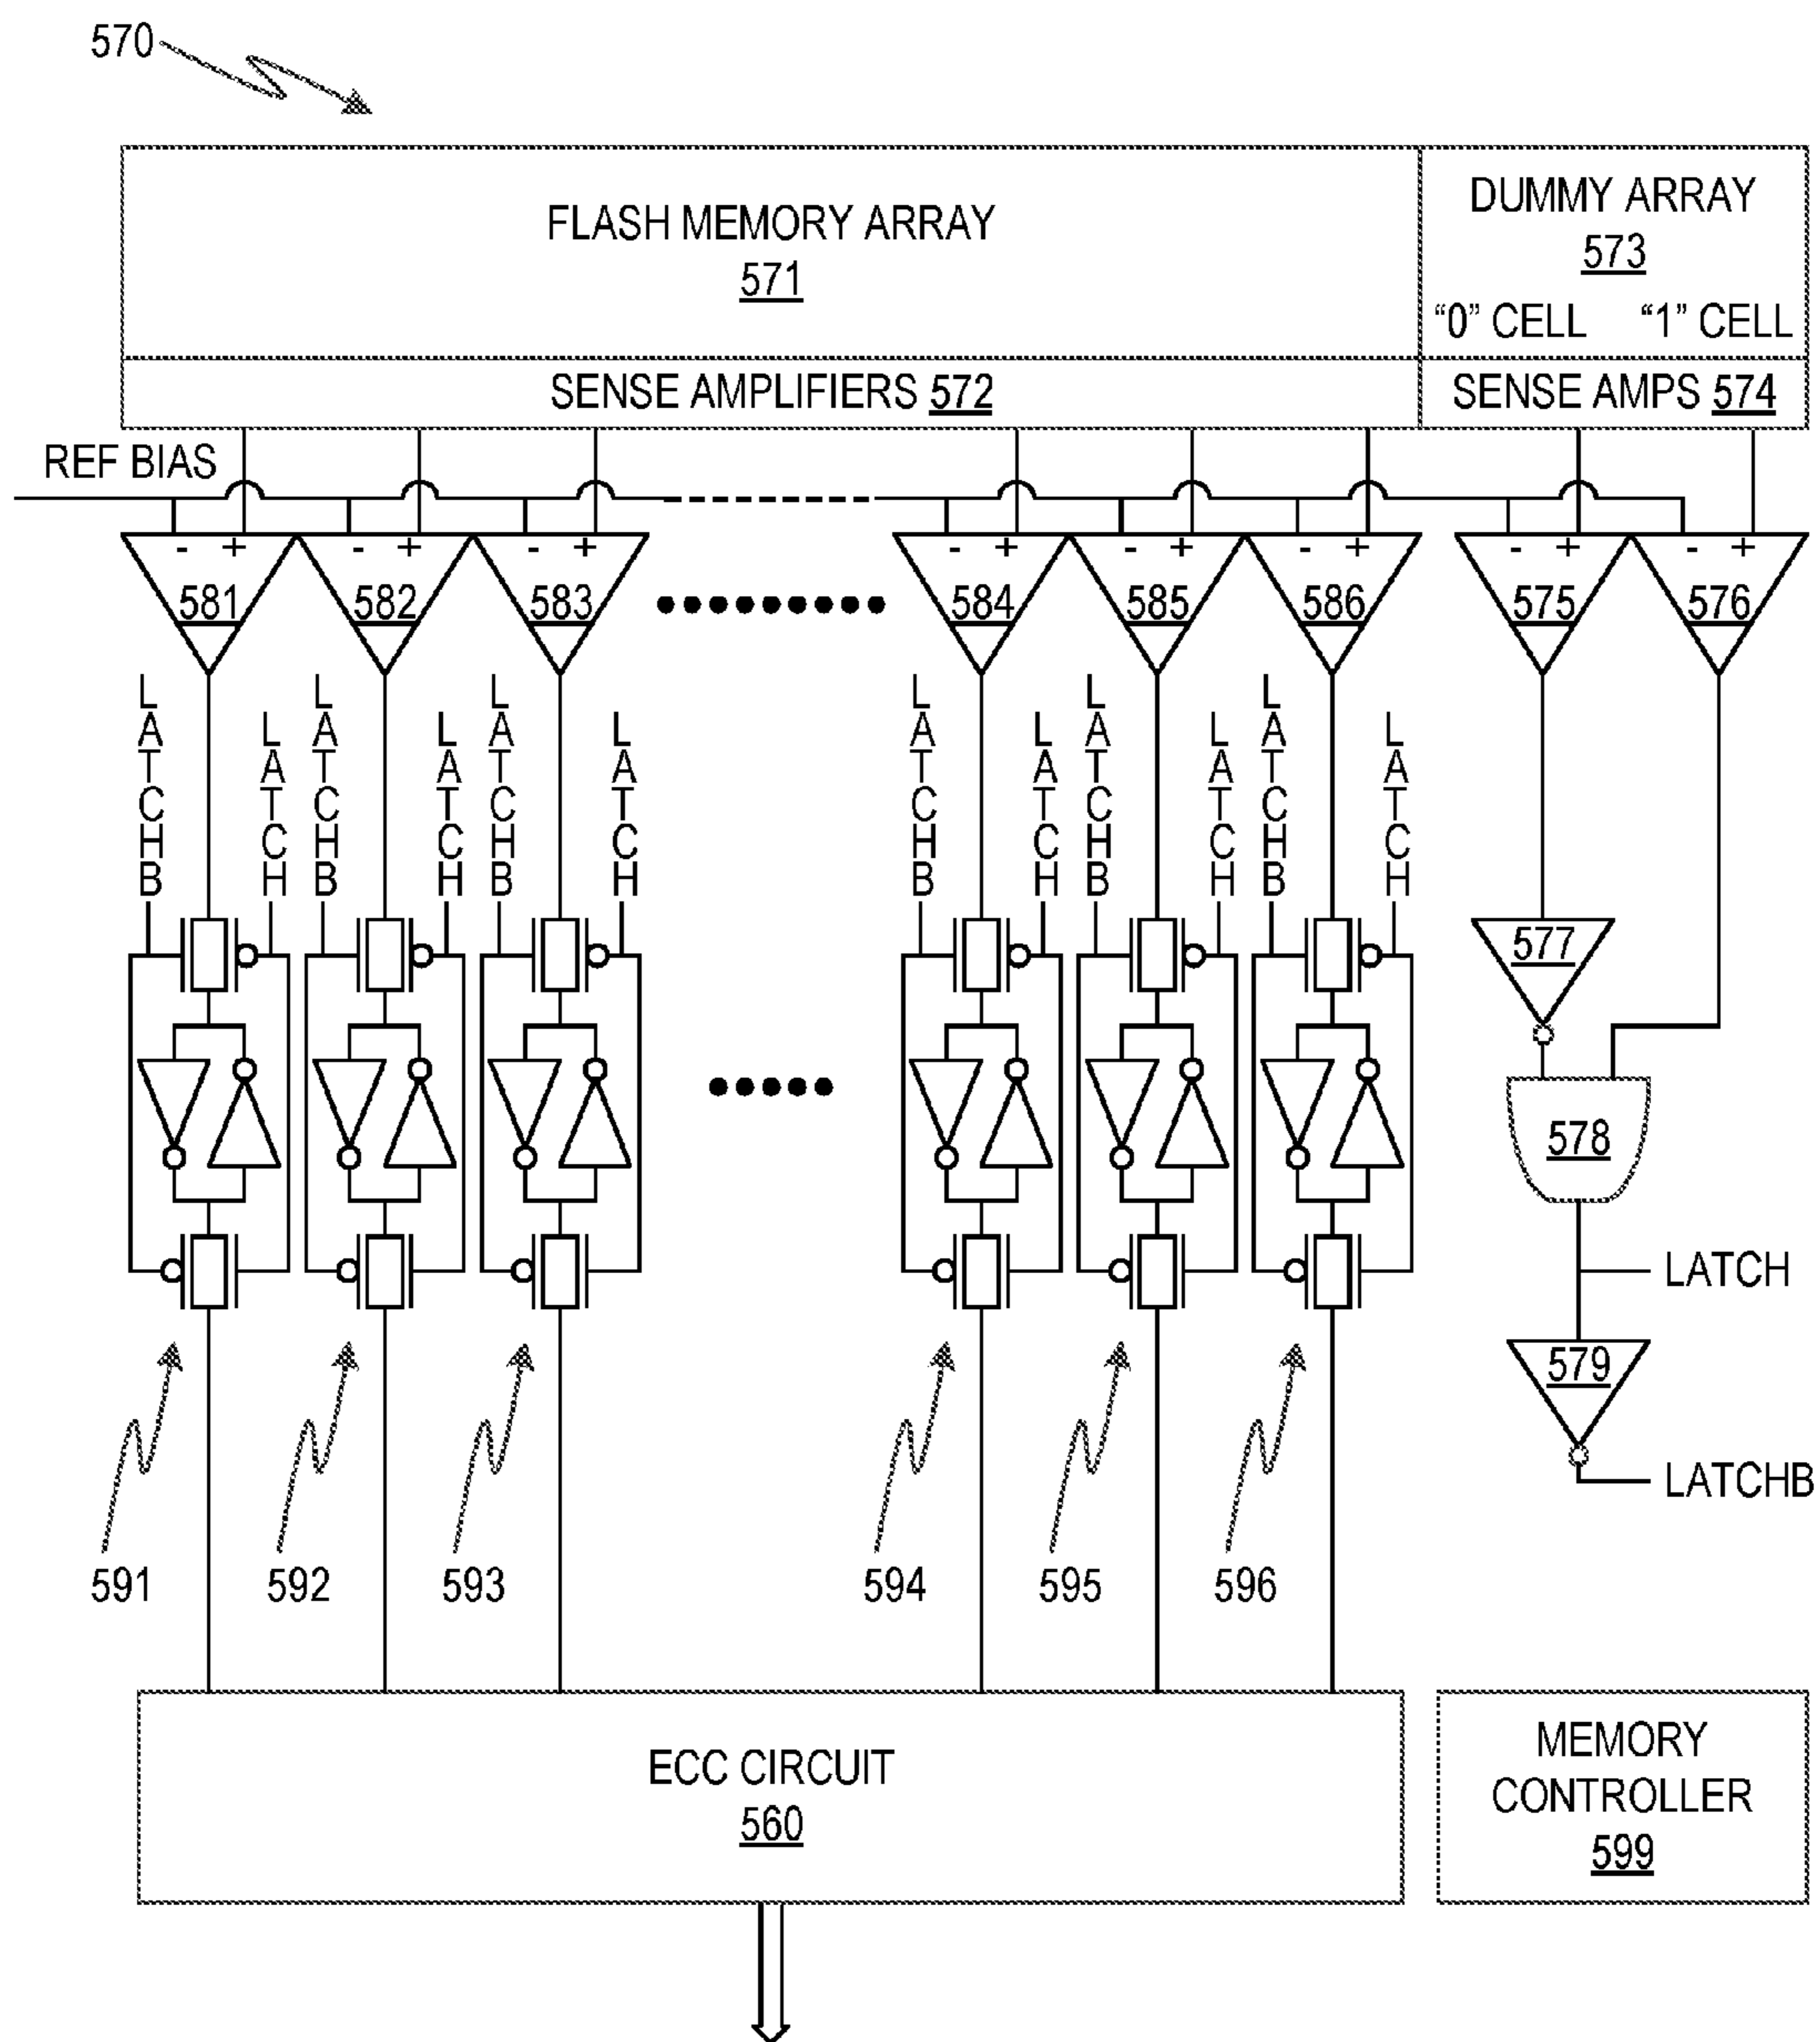 570
FLASH MEMORY ARRAY
571
DUMMY ARRAY
573
“0” CELL “1” CELL
SENSE AMPLIFIERS 572
SENSE AMPS 574
REF BIAS
- + - + - + - + - + - + - + - +
581 582 583 584 585 586 575 576
LATCHB LATCH LATCHB LATCH LATCHB LATCH LATCHB LATCH LATCHB LATCH LATCHB LATCH
577
578
LATCH
579
LATCHB
591 592 593 594 595 596
ECC CIRCUIT
560
MEMORY
CONTROLLER
599